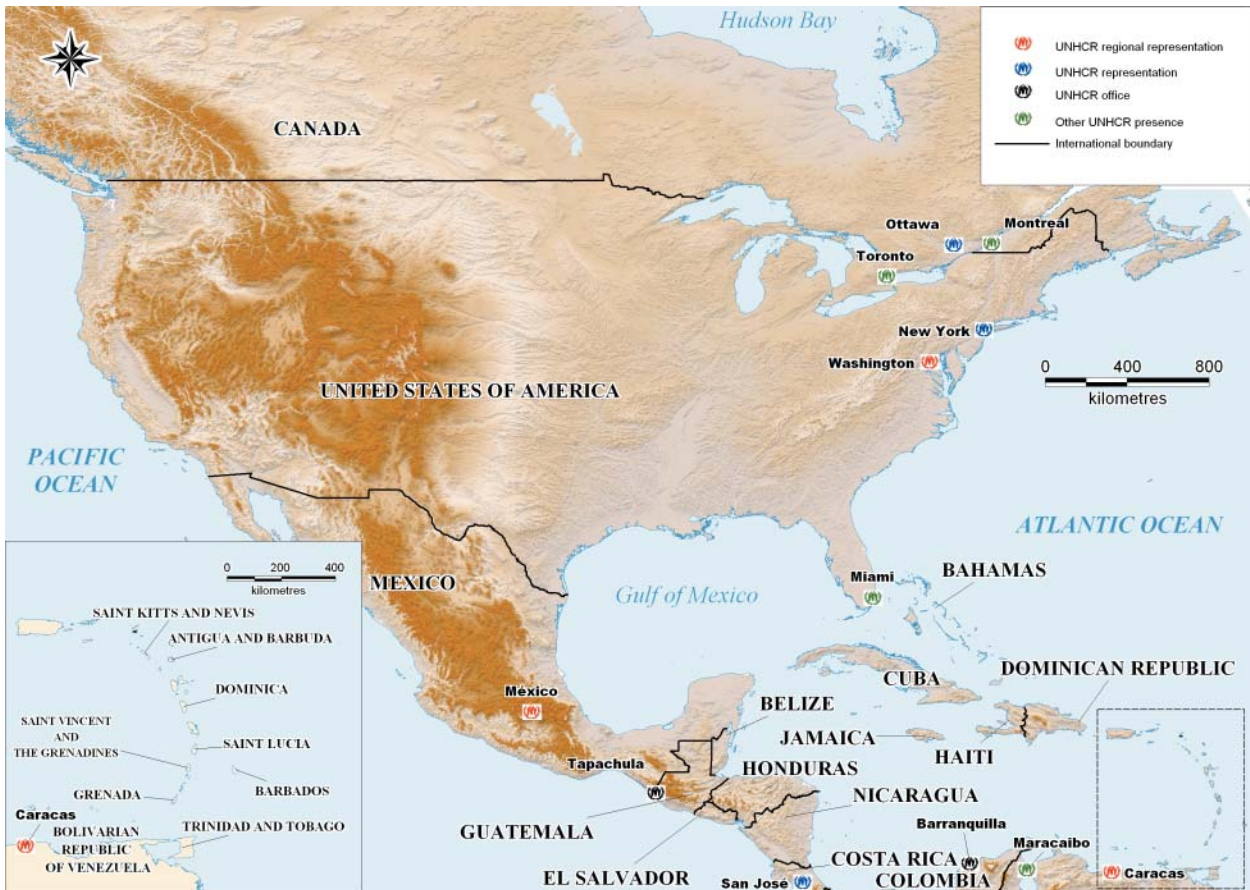 Hudson Bay
UNHCR regional representation
UNHCR representation
UNHCR office
Other UNHCR presence
International boundary
CANADA
Ottawa
Montreal
Toronto
New York
Washington
0 400 800
kilometres
UNITED STATES OF AMERICA
PACIFIC
OCEAN
ATLANTIC OCEAN
MEXICO
Gulf of Mexico
Miami
BAHAMAS
CUBA
DOMINICAN REPUBLIC
México
BELIZE
JAMAICA
HAITI
Tapachula
HONDURAS
NICARAGUA
GUATEMALA
Barranquilla
Maracaibo
EL SALVADOR
COSTA RICA
San José
COLOMBIA
Caracas
0 200 400
kilometres
SAINT KITTS AND NEVIS
ANTIGUA AND BARBUDA
DOMINICA
SAINT VINCENT
AND
THE GRENADINES
SAINT LUCIA
GRENADA
BARBADOS
Caracas
TRINIDAD AND TOBAGO
BOLIVARIAN
REPUBLIC
OF VENEZUELA